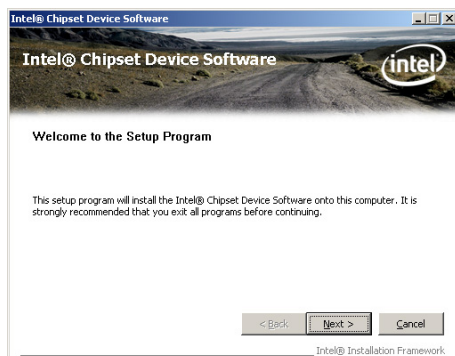 Intel® Chipset Device Software
Intel® Chipset Device Software
intel
Welcome to the Setup Program
This setup program will install the Intel® Chipset Device Software onto this computer. It is
strongly recommended that you exit all programs before continuing.
< Back
Next >
Cancel
Intel® Installation Framework